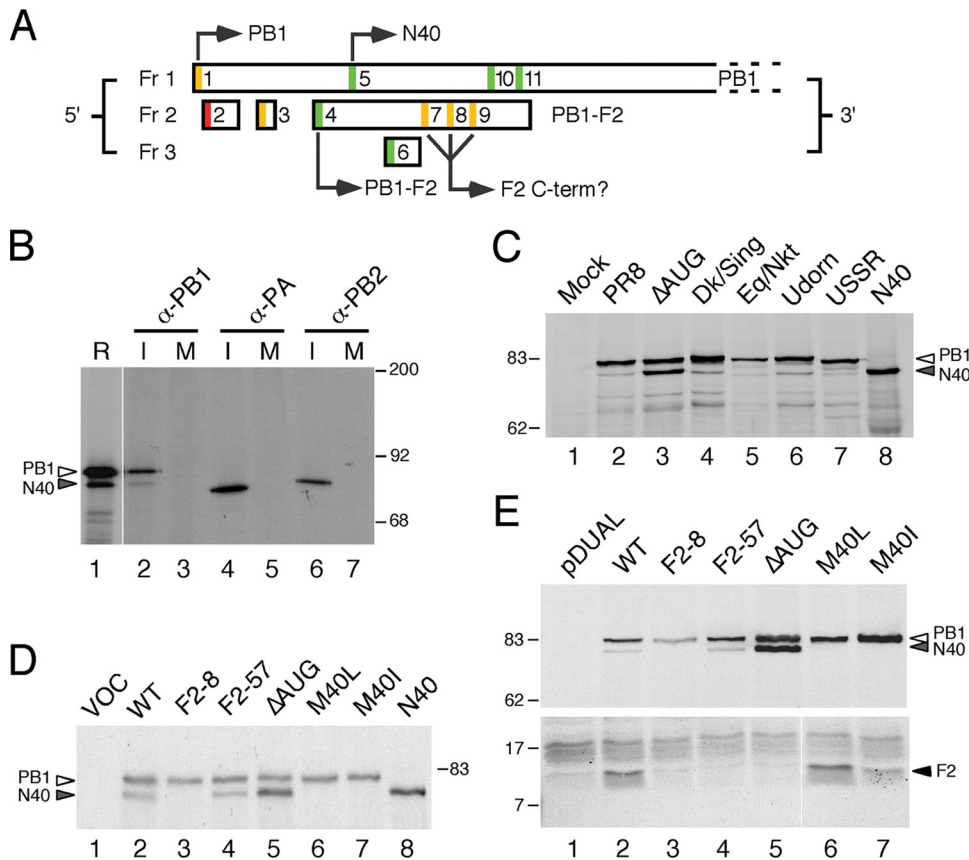 A
PB1 N40
Fr 1 1 5 10 11 PB1
5' Fr 2 2 3 4 7 8 9 PB1-F2 3'
Fr 3 6
PB1-F2 F2 C-term?
B
α-PB1 α-PA α-PB2
R I M I M I M
200
PB1 92
N40
68
1 2 3 4 5 6 7
C
Mock PR8 ΔAUG Dk/Sing Eq/Nkt Udorn USSR N40
83 PB1
N40
62
1 2 3 4 5 6 7 8
D
VOC WT F2-8 F2-57 ΔAUG M40L M40I N40
PB1 83
N40
1 2 3 4 5 6 7 8
E
pDUAL WT F2-8 F2-57 ΔAUG M40L M40I
83 PB1
N40
62
17
F2
7
1 2 3 4 5 6 7